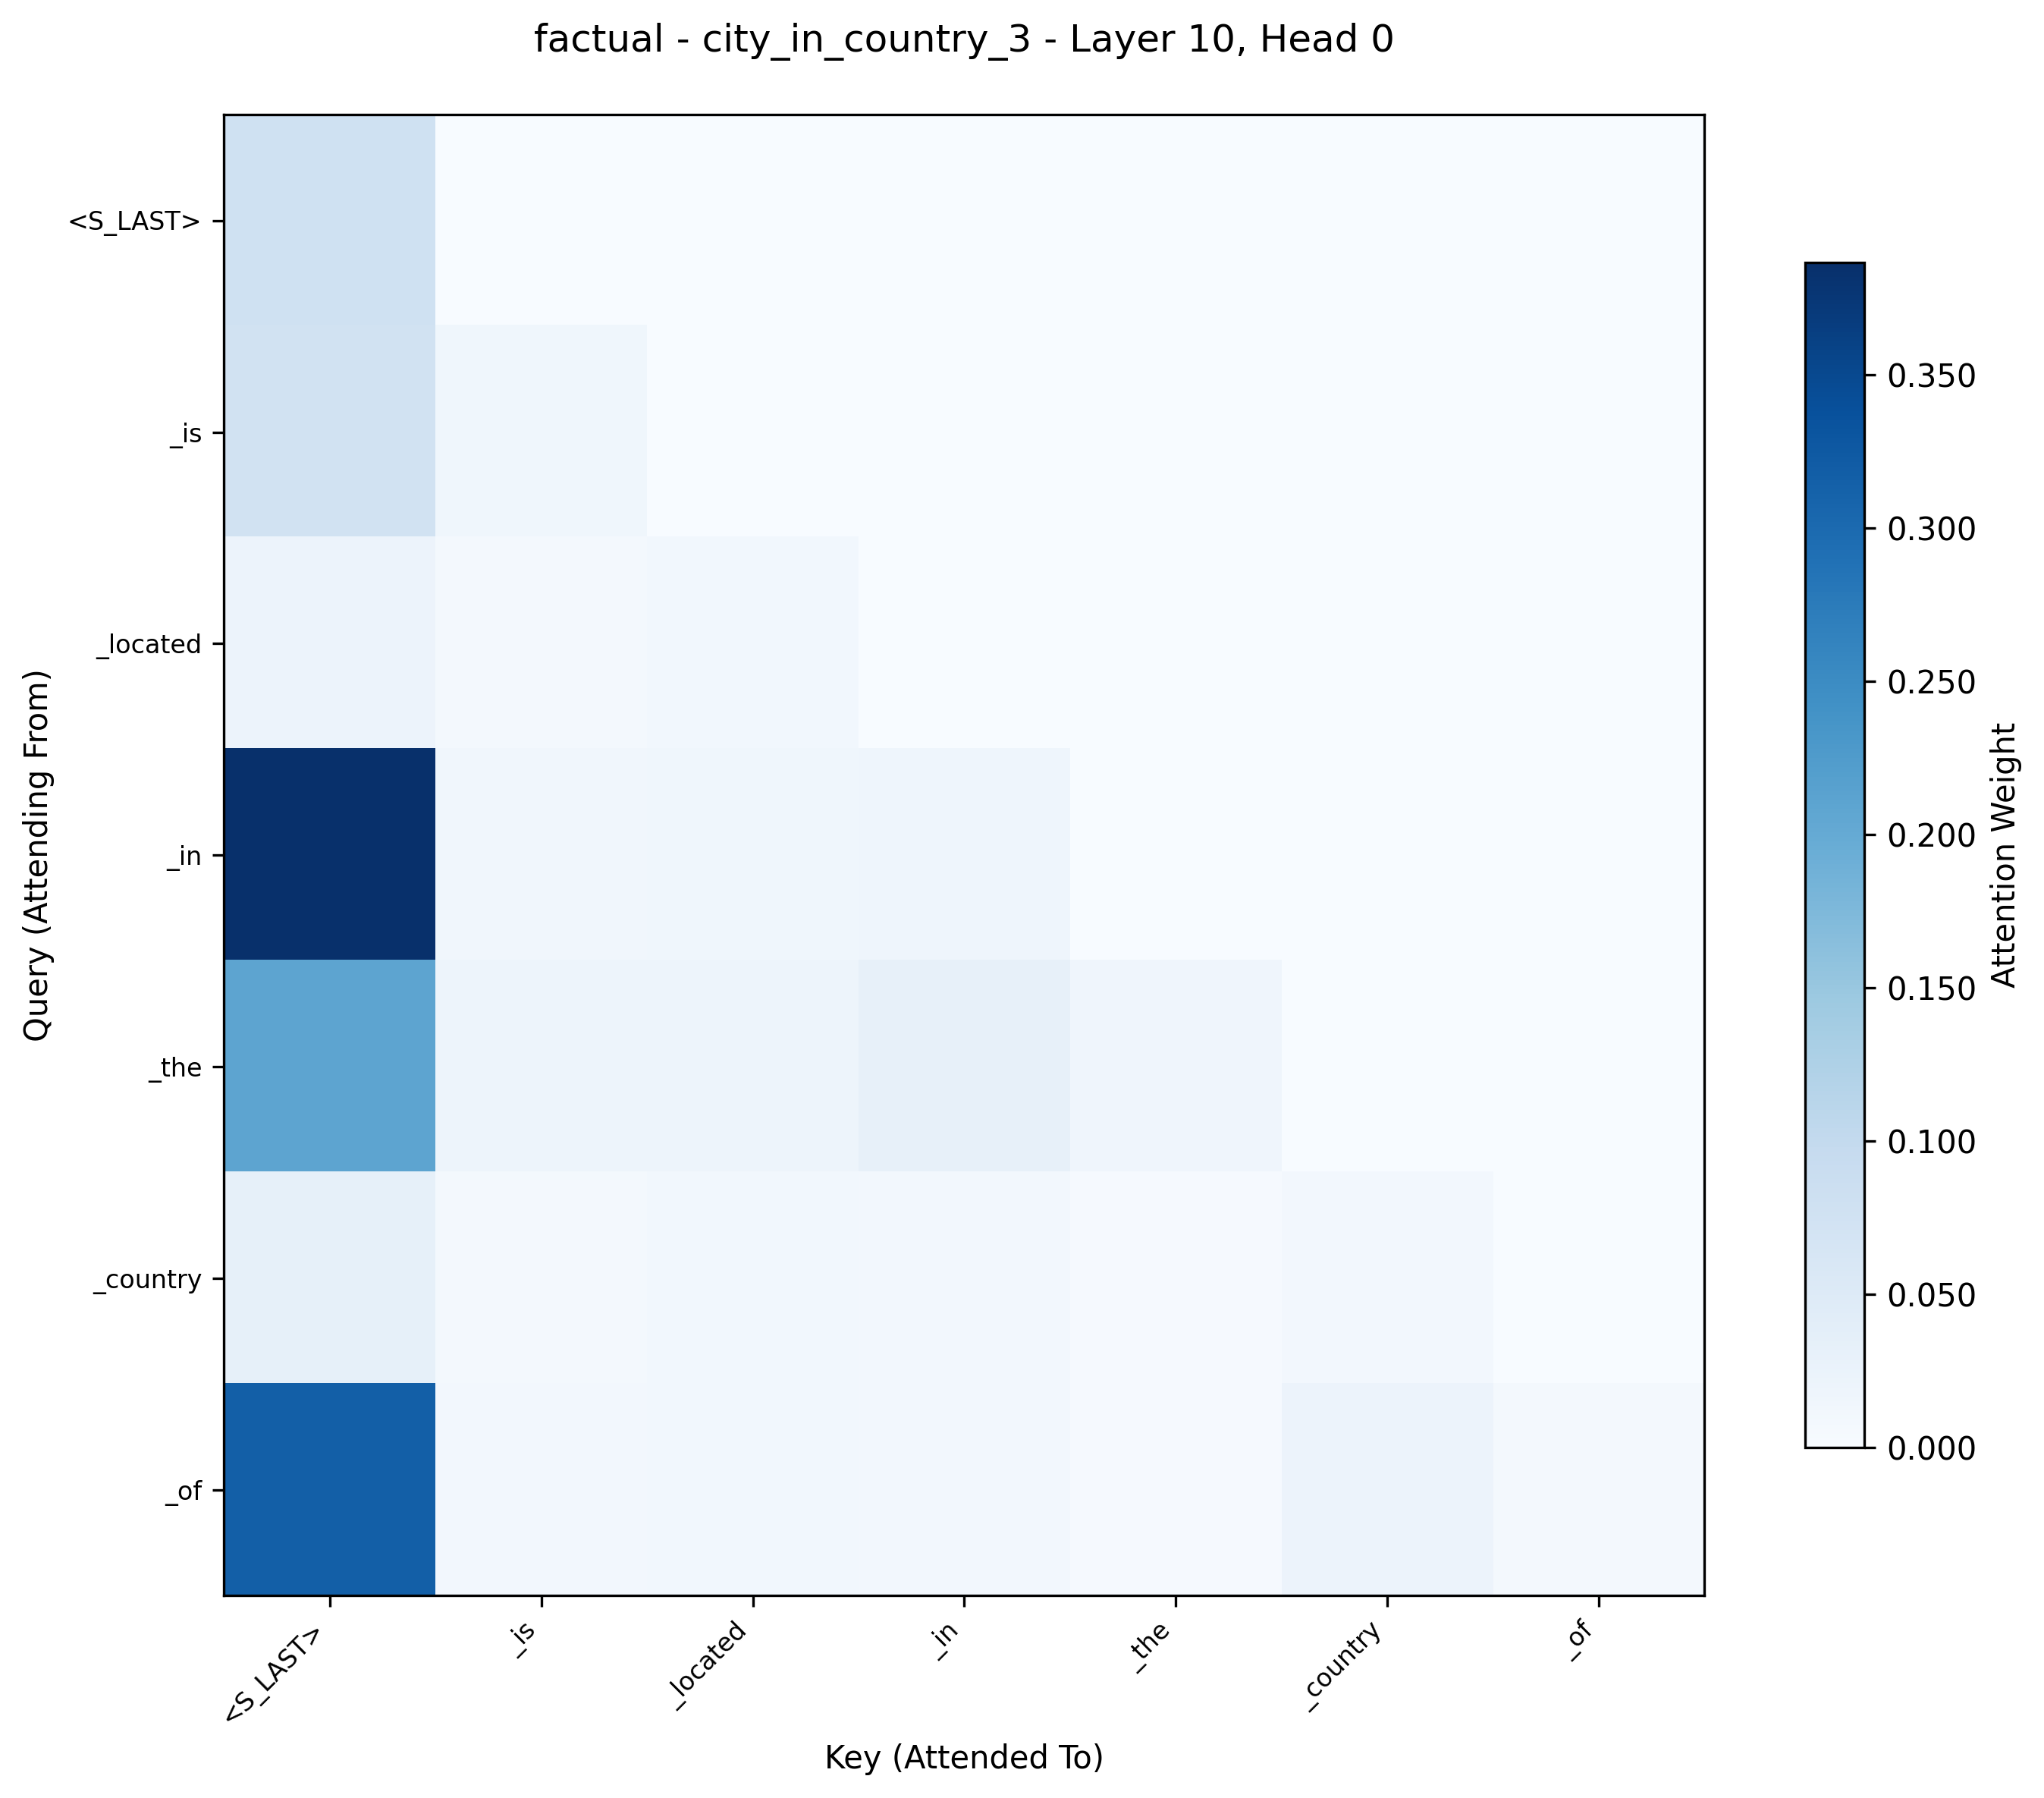 factual - city_in_country_3 - Layer 10, Head 0
Query (Attending From)
<S_LAST>
_is
_located
_in
_the
_country
_of
<S_LAST>
_is
_located
_in
_the
_country
_of
Key (Attended To)
0.350
0.300
0.250
0.200
0.150
0.100
0.050
0.000
Attention Weight